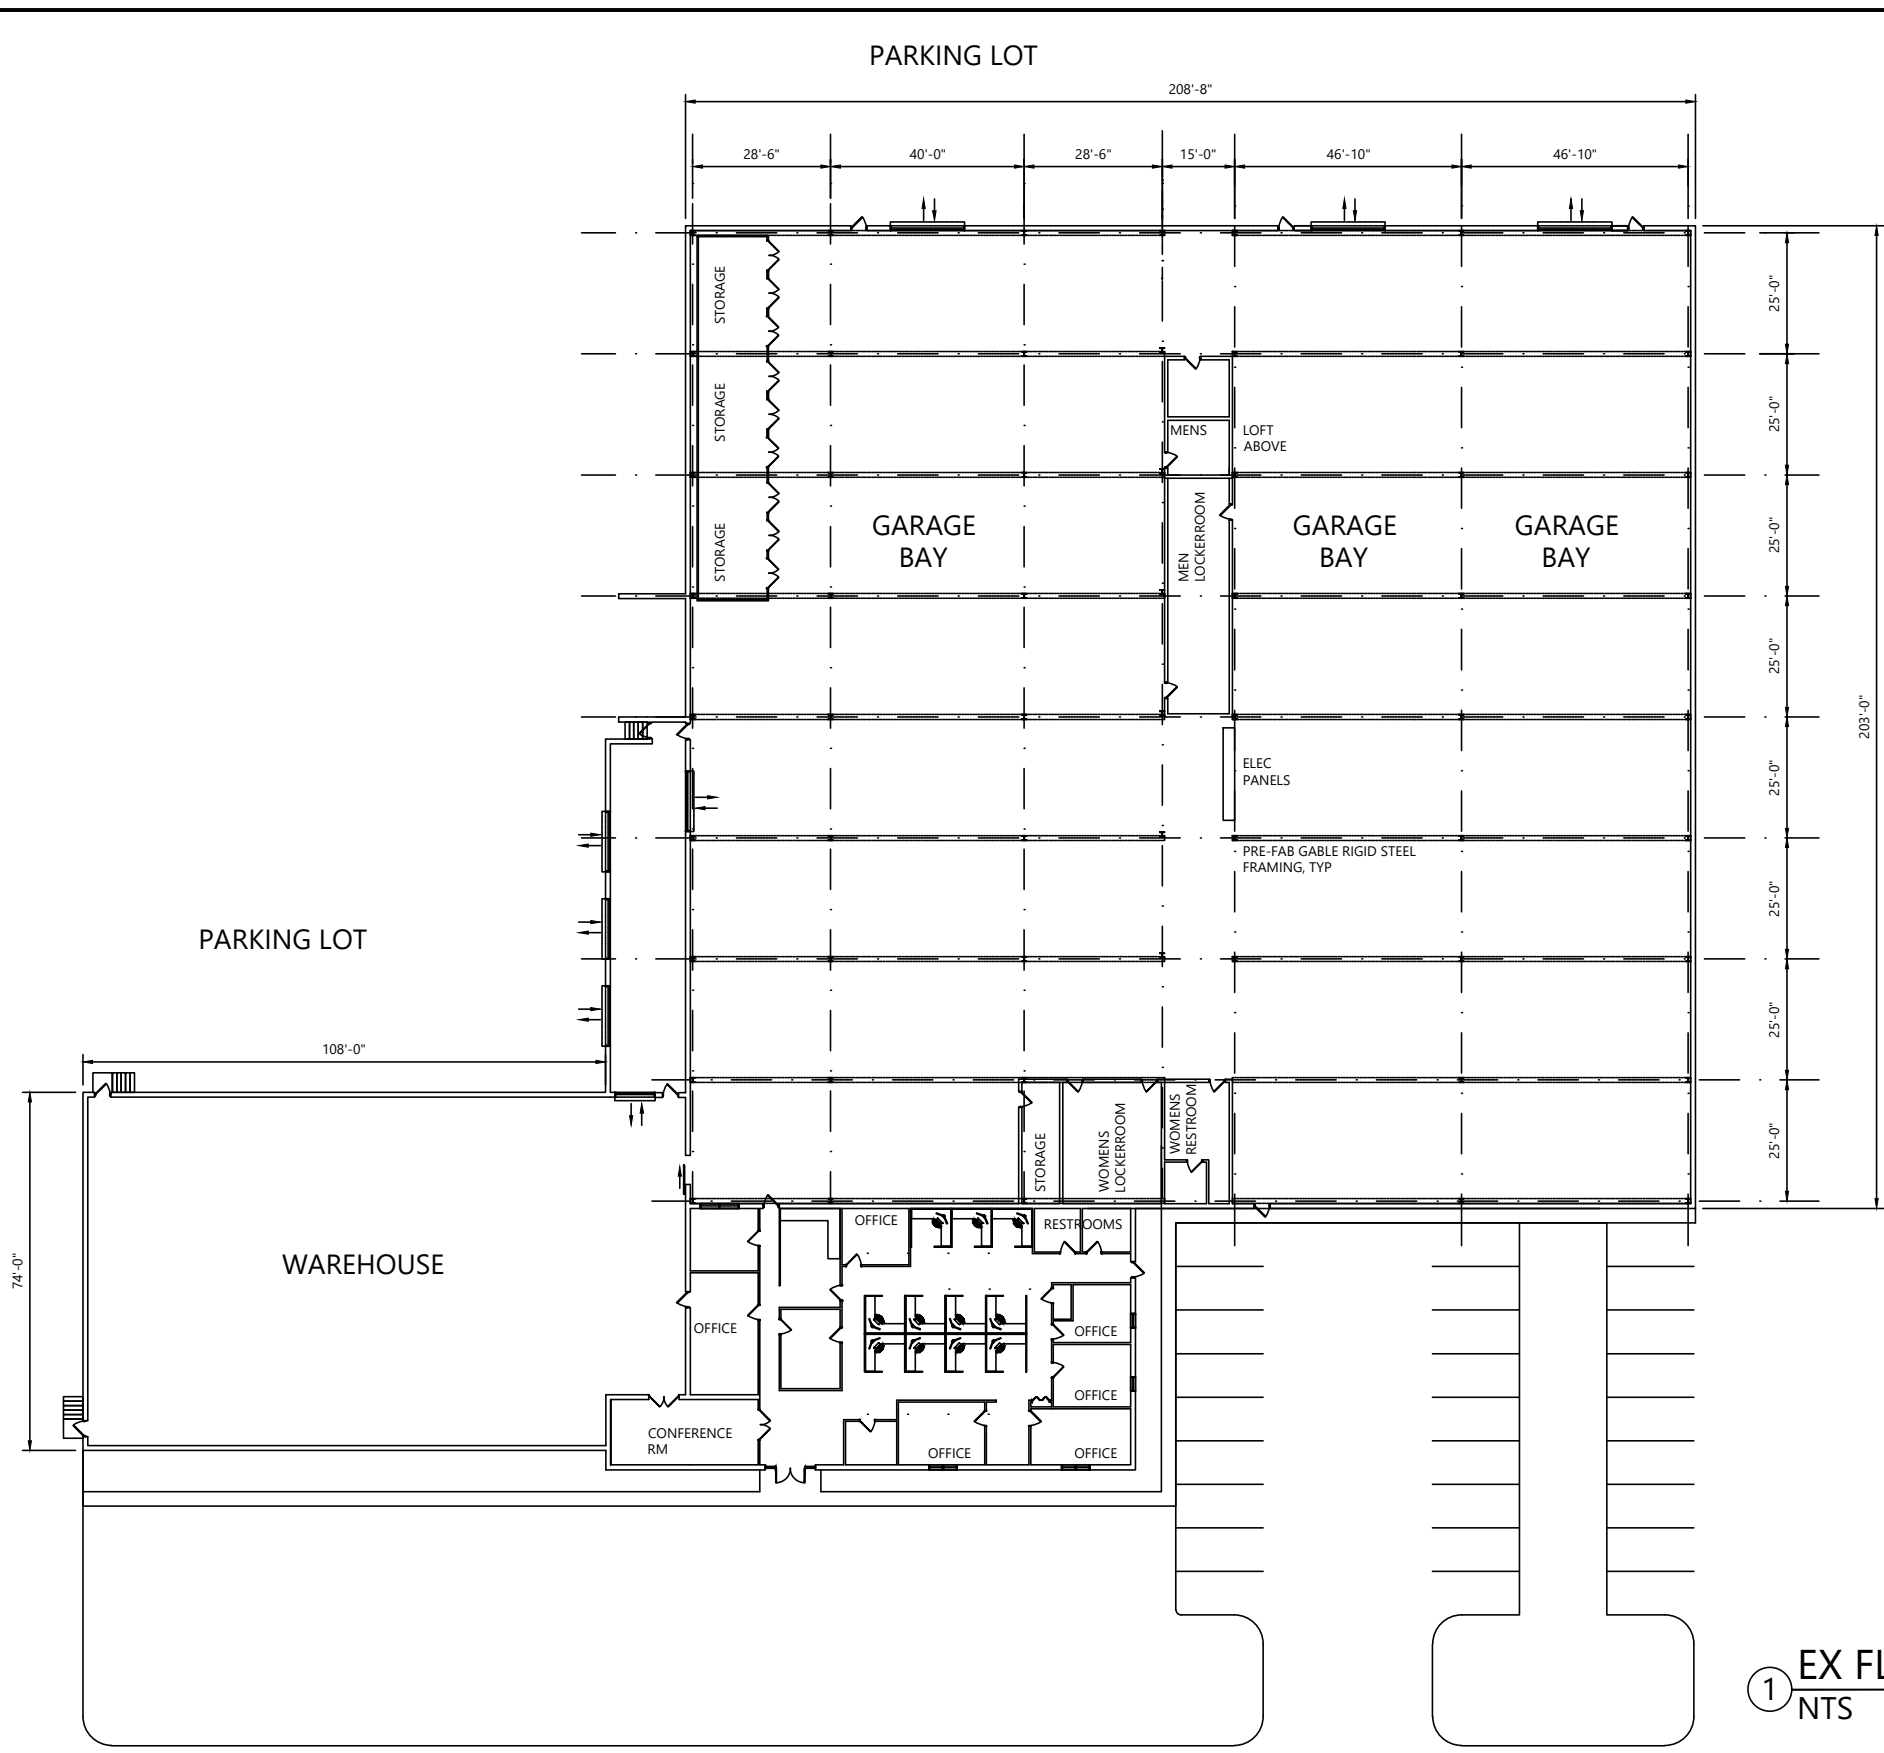 PARKING LOT
208'-8"
28'-6"
40'-0"
28'-6"
15'-0"
46'-10"
46'-10"
STORAGE
25'-0"
STORAGE
25'-0"
MENS
LOFT
ABOVE
STORAGE
GARAGE
BAY
MEN
LOCKERROOM
GARAGE
BAY
GARAGE
BAY
25'-0"
25'-0"
203'-0"
ELEC
PANELS
25'-0"
PRE-FAB GABLE RIGID STEEL
FRAMING, TYP
25'-0"
PARKING LOT
25'-0"
108'-0"
STORAGE
WOMENS
LOCKERROOM
WOMENS
RESTROOM
25'-0"
74'-0"
WAREHOUSE
OFFICE
RESTROOMS
OFFICE
OFFICE
OFFICE
CONFERENCE
RM
OFFICE
OFFICE
1
EX FL
NTS